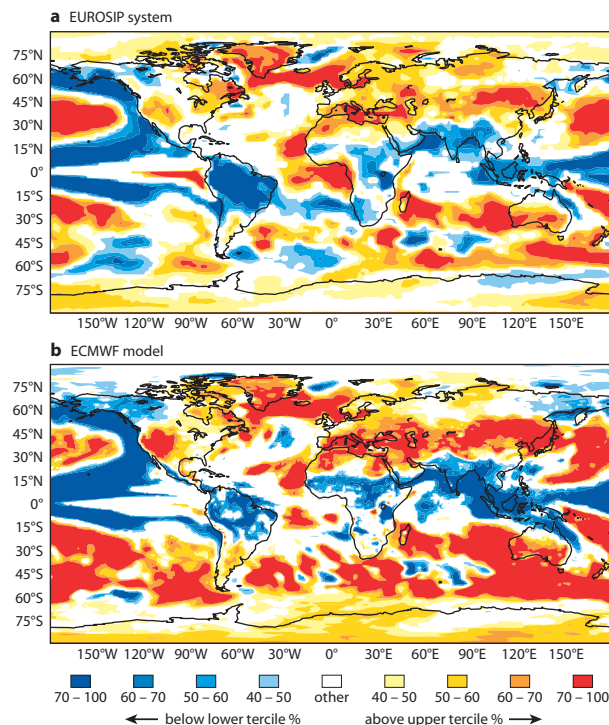 a EUROSIP system
75°N
60°N
45°N
30°N
15°N
0°
15°S
30°S
45°S
60°S
75°S
150°W 120°W 90°W 60°W 30°W 0° 30°E 60°E 90°E 120°E 150°E
b ECMWF model
75°N
60°N
45°N
30°N
15°N
0°
15°S
30°S
45°S
60°S
75°S
150°W 120°W 90°W 60°W 30°W 0° 30°E 60°E 90°E 120°E 150°E
70 – 100 60 – 70 50 – 60 40 – 50 other 40 – 50 50 – 60 60 – 70 70 – 100
← below lower tercile % above upper tercile % →